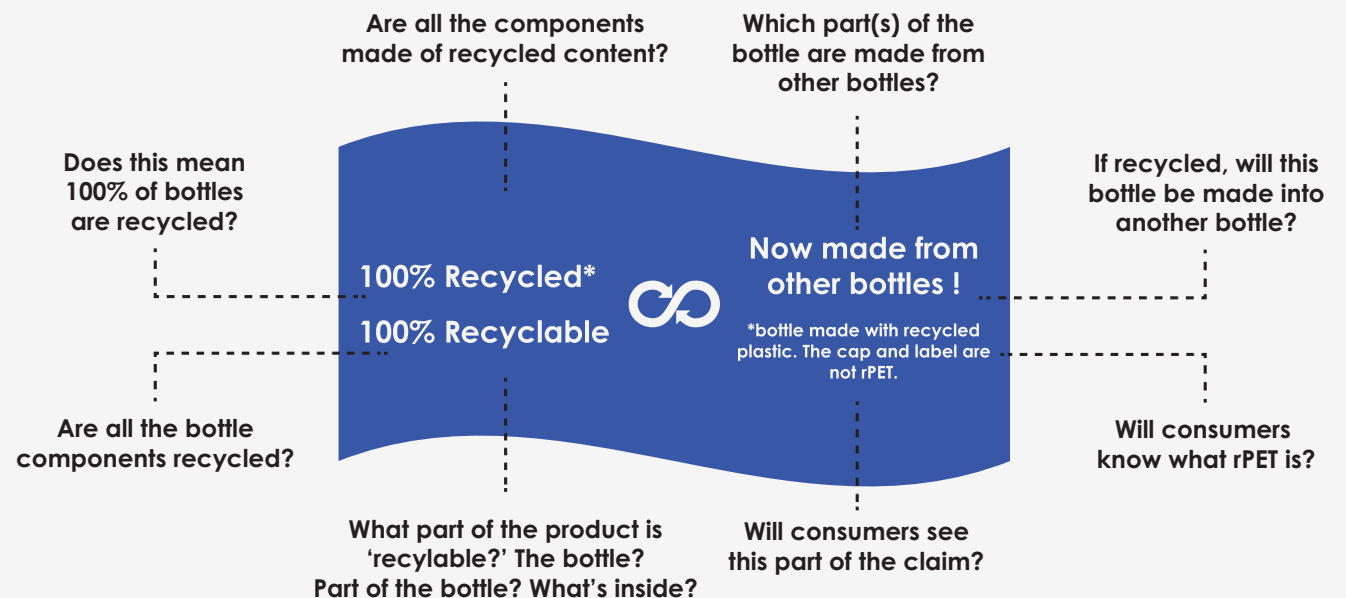 Are all the components
made of recycled content?
Which part(s) of the
bottle are made from
other bottles?
Does this mean
100% of bottles
are recycled?
If recycled, will this
bottle be made into
another bottle?
100% Recycled*
100% Recyclable
Now made from
other bottles !
*bottle made with recycled
plastic. The cap and label are
not rPET.
Are all the bottle
components recycled?
Will consumers
know what rPET is?
What part of the product is
‘recylable?’ The bottle?
Part of the bottle? What’s inside?
Will consumers see
this part of the claim?